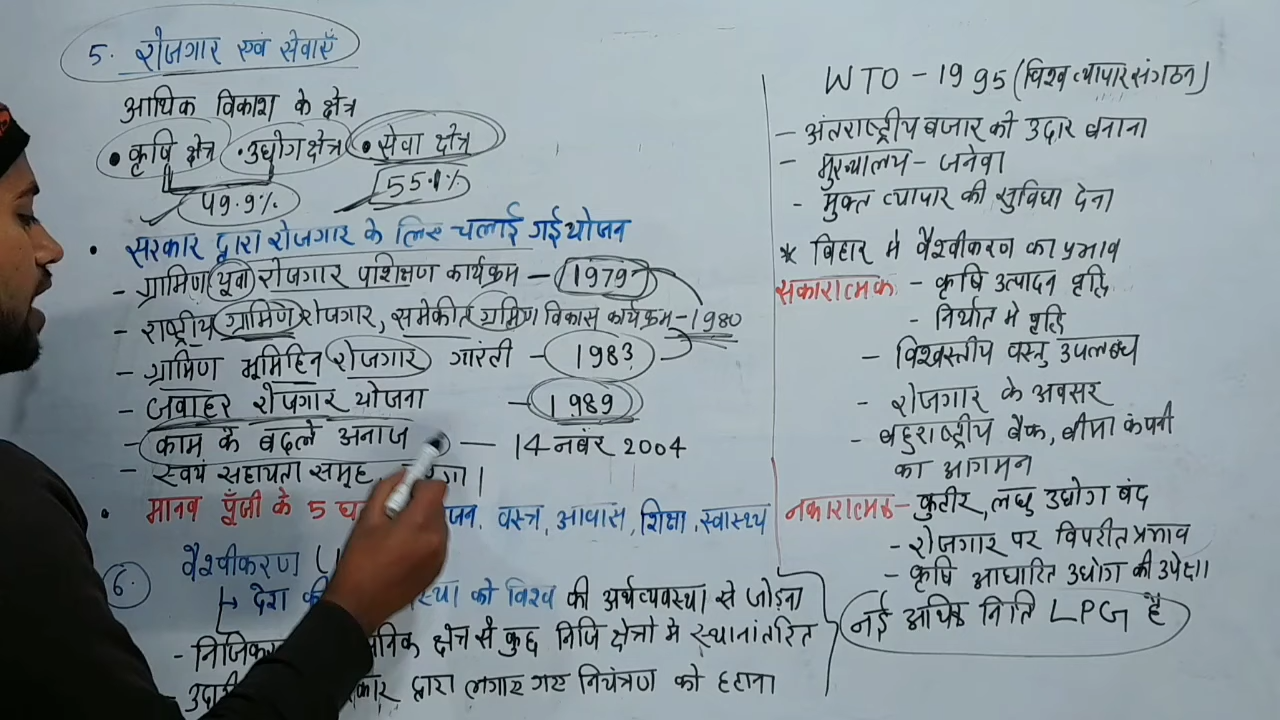 5. रोजगार एवं सेवाएँ
आर्थिक विकाश के क्षेत्र
• कृषि क्षेत्र • उद्योग क्षेत्र • सेवा क्षेत्र
49.9% 55.1%
• सरकार द्वारा रोजगार के लिए चलाई गई योजन
- ग्रामिण यूवा रोजगार पशिक्षण कार्यक्रम - 1979
- राष्ट्रीय ग्रामिण रोजगार, समेकीत ग्रमिण विकास कार्यक्रम - 1980
- ग्रामिण भूमिहिन रोजगार गारंती - 1983
- जवाहर रोजगार योजना - 1989
- काम के बदले अनाज - 14 नवंर 2004
- स्वयं सहायता समूह,
• मानव पूँजी के 5 वस्त्र, आवास, शिक्षा, स्वास्थ्य
6. वैश्वीकरण
→ देश की को विश्व की अर्थव्यवस्था से जोड़ना
- क्षेत्र से कुछ निजि क्षेत्रो मे स्थानांतरित
- द्वारा लगाए गए नियंत्रण को हटाना
WTO - 1995 (विश्व व्यापार संगठन)
- अंतराष्ट्रीय बजार को उदार बनाना
- मुख्यालय - जनेवा
- मुक्त व्यापार की सुविधा देना
* बिहार मे वैश्वीकरण का प्रभाव
सकारात्मक - कृषि उत्पादन वृद्धि
- निर्यात मे वृद्धि
- विश्वस्तीय वस्तु उपलब्ध
- रोजगार के अवसर
- बहुराष्ट्रीय बैंक, बीमा कंपनी
का आगमन
नकारात्मक - कुटीर, लघु उद्योग बंद
- रोजगार पर विपरीत प्रभाव
- कृषि आधारित उद्योग की उपेक्षा
नई आर्थिक निति LPG है